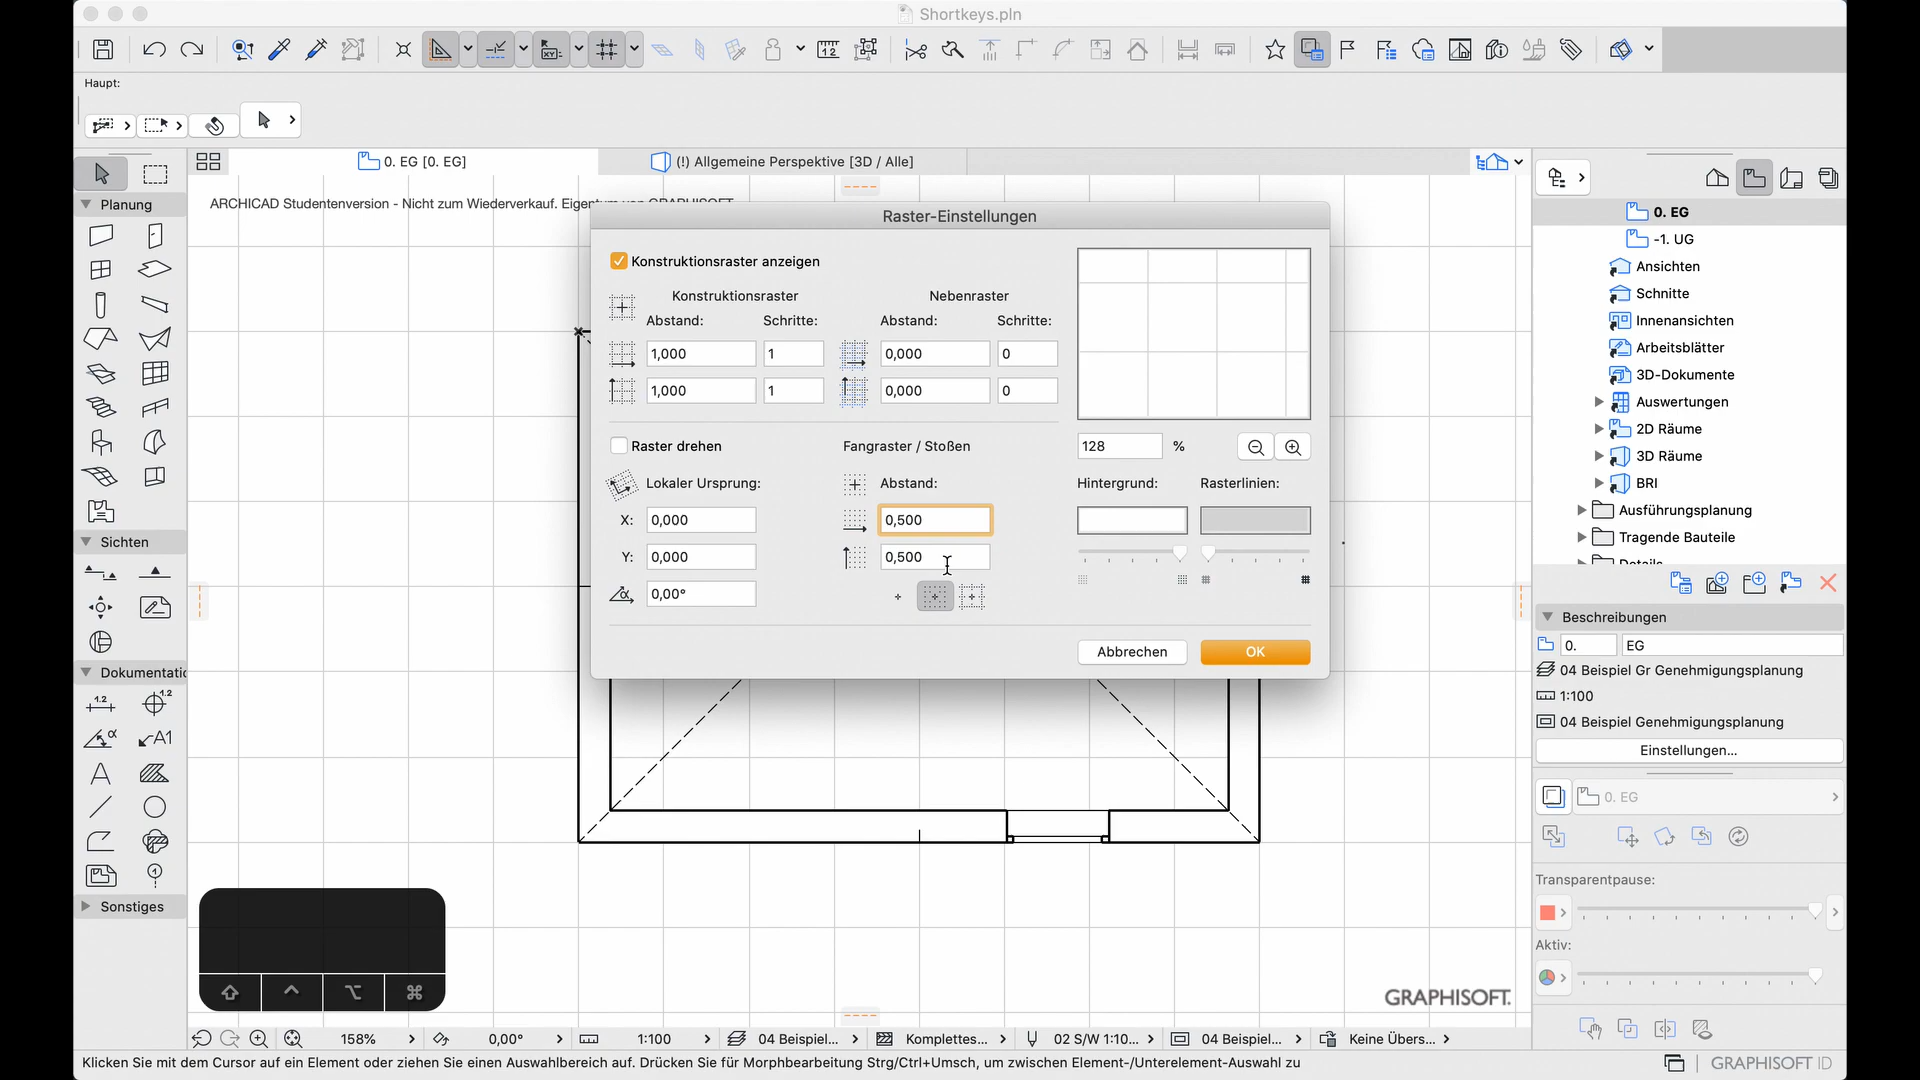 Shortkeys.pln
Haupt:
0. EG [0. EG]
(!) Allgemeine Perspektive [3D / Alle]
ARCHICAD Studentenversion - Nicht zum Wiederverkauf.
Planung
Sichten
Sonstiges
Raster-Einstellungen
Konstruktionsraster anzeigen
Konstruktionsraster
Nebenraster
Abstand:
Schritte:
Abstand:
Schritte:
1,000
1
0,000
0
1,000
1
0,000
0
Raster drehen
Fangraster / Stoßen
128
%
Lokaler Ursprung:
Abstand:
Hintergrund:
Rasterlinien:
X:
0,000
0,500
Y:
0,000
0,500
0,00°
Abbrechen
OK
0. EG
-1. UG
Ansichten
Schnitte
Innenansichten
Arbeitsblätter
3D-Dokumente
Auswertungen
2D Räume
3D Räume
BRI
Ausführungsplanung
Tragende Bauteile
Beschreibungen
0.
EG
04 Beispiel Gr Genehmigungsplanung
1:100
04 Beispiel Genehmigungsplanung
Einstellungen...
0. EG
Transparentpause:
Aktiv:
GRAPHISOFT.
158%
0,00°
1:100
04 Beispiel...
Komplettes...
02 S/W 1:10...
04 Beispiel...
Keine Übers...
Klicken Sie mit dem Cursor auf ein Element oder ziehen Sie einen Auswahlbereich auf. Drücken Sie für Morphbearbeitung Strg/Ctrl+Umsch, um zwischen Element-/Unterelement-Auswahl zu
GRAPHISOFT ID